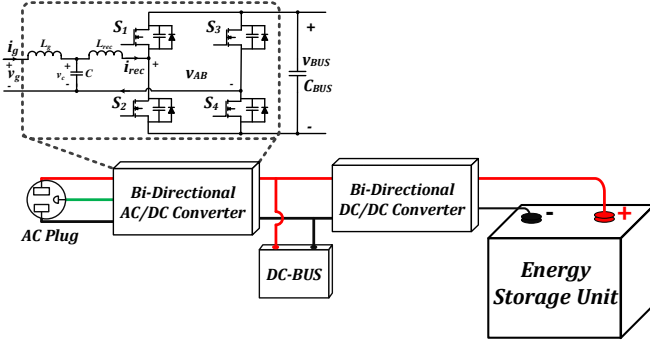 S1
S3
ig
Lg
Lrec
+
+
vg
-
+
vc
-
C
irec
+
vAB
-
vBUS
CBUS
S2
S4
-
Bi-Directional
AC/DC Converter
Bi-Directional
DC/DC Converter
AC Plug
DC-BUS
- +
Energy
Storage Unit